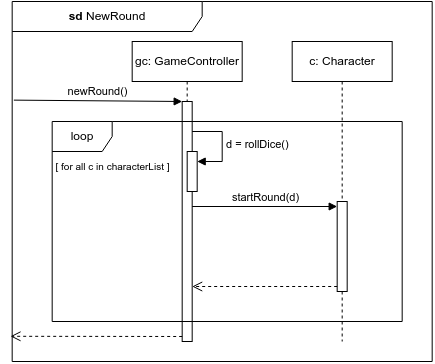 sd NewRound
gc: GameController
c: Character
newRound()
loop
d = rollDice()
[ for all c in characterList ]
startRound(d)